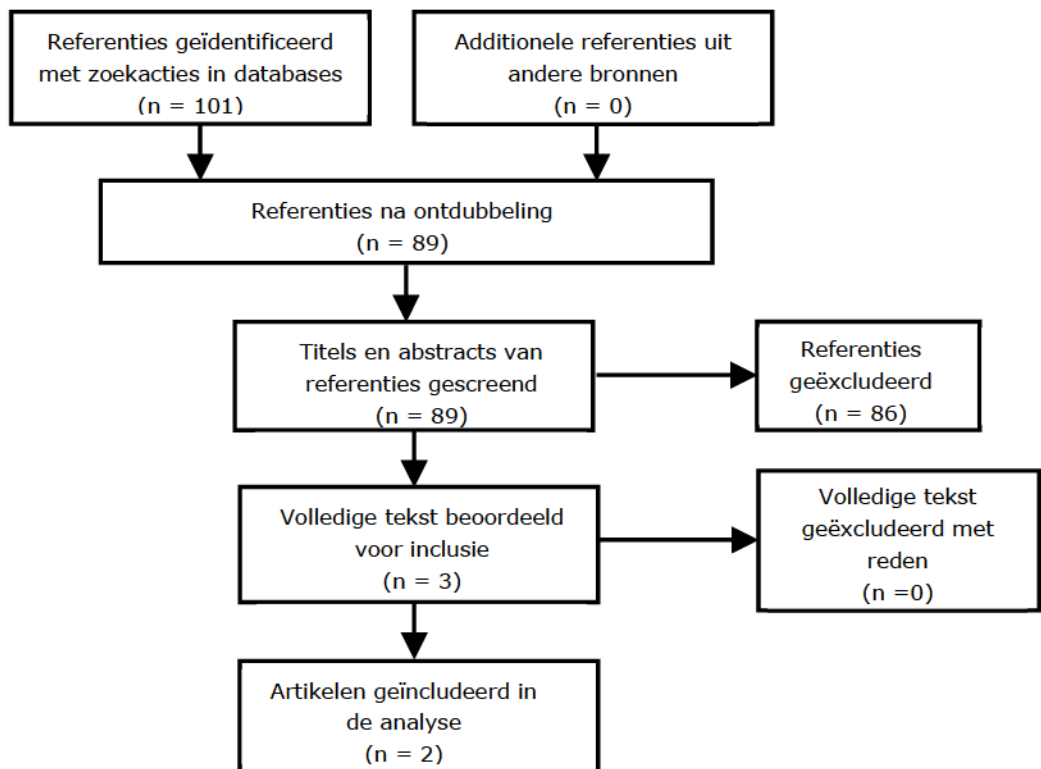 Referenties geïdentificeerd
met zoekacties in databases
(n = 101)
Additionele referenties uit
andere bronnen
(n = 0)
Referenties na ontdubbeling
(n = 89)
Titels en abstracts van
referenties gescreend
(n = 89)
Referenties
geëxcludeerd
(n = 86)
Volledige tekst beoordeeld
voor inclusie
(n = 3)
Volledige tekst
geëxcludeerd met
reden
(n =0)
Artikelen geïncludeerd in
de analyse
(n = 2)